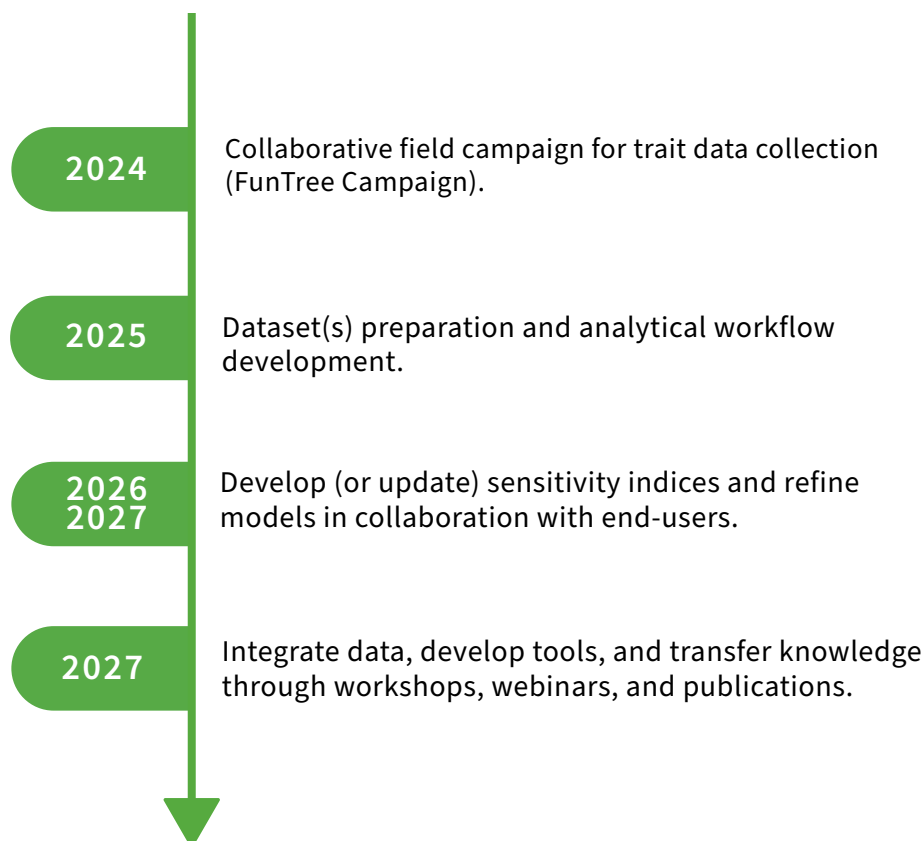 2024
Collaborative field campaign for trait data collection
(FunTree Campaign).
2025
Dataset(s) preparation and analytical workflow
development.
2026
2027
Develop (or update) sensitivity indices and refine
models in collaboration with end-users.
2027
Integrate data, develop tools, and transfer knowledge
through workshops, webinars, and publications.